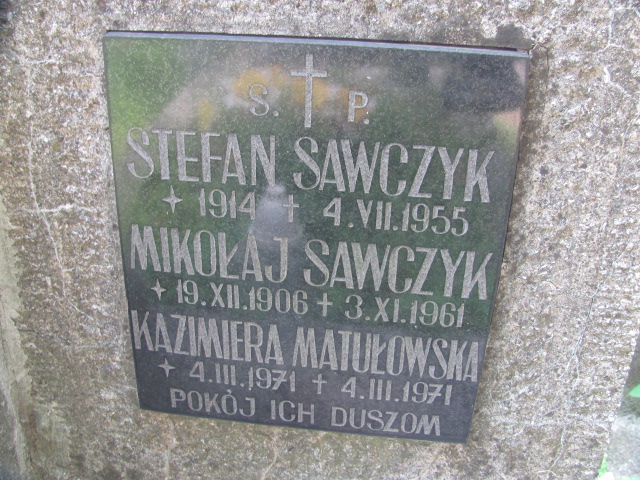 S. P.
STEFAN SAWCZYK
1914 4.VII.1955
MIKOŁAJ SAWCZYK
19.XII.1906 3.XI.1961
KAZIMIERA MATUŁOWSKA
4.III.1971 4.III.1971
POKÓJ ICH DUSZOM